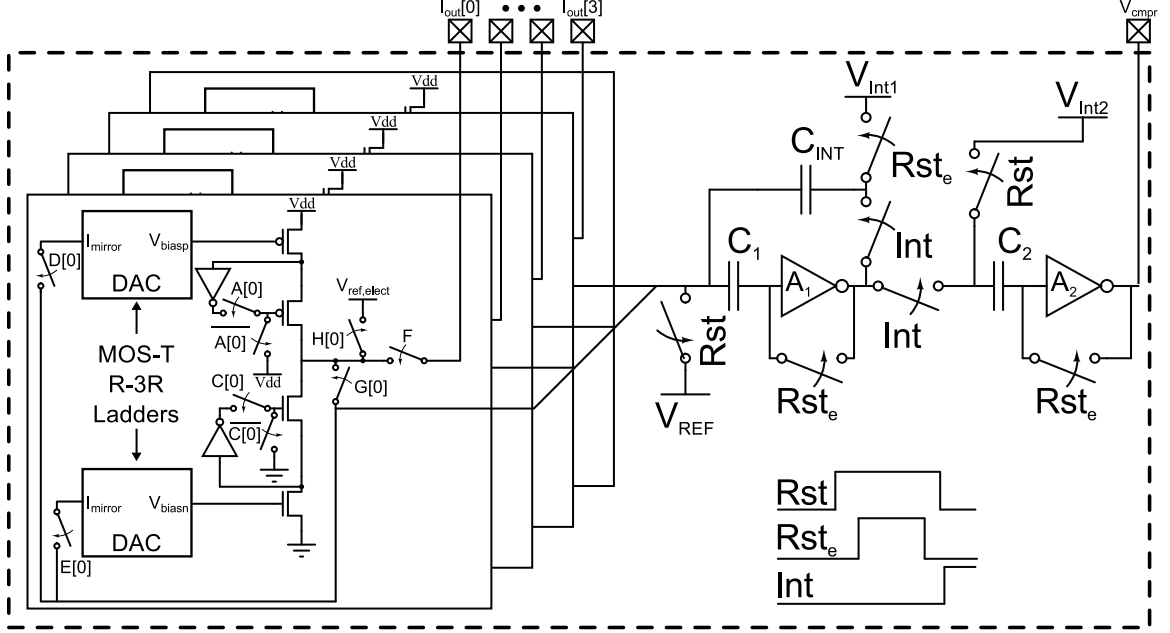 I_out[0]
• • •
I_out[3]
V_cmpr
Vdd
Vdd
Vdd
Vdd
D[0]
I_mirror
V_biasp
DAC
A[0]
A[0]
Vdd
V_ref,elect
H[0]
F
G[0]
MOS-T
R-3R
Ladders
C[0]
C[0]
I_mirror
V_biasn
DAC
E[0]
V_Int1
C_INT
Rst_e
V_Int2
Rst
Int
C_1
A_1
Int
C_2
A_2
Rst
V_REF
Rst_e
Rst_e
Rst
Rst_e
Int